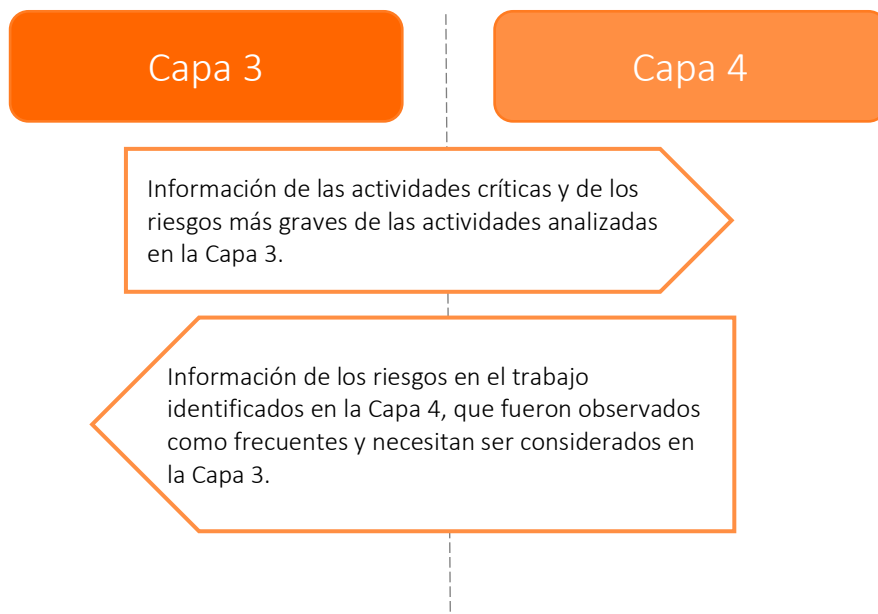 Capa 3
Capa 4
Información de las actividades críticas y de los
riesgos más graves de las actividades analizadas
en la Capa 3.
Información de los riesgos en el trabajo
identificados en la Capa 4, que fueron observados
como frecuentes y necesitan ser considerados en
la Capa 3.